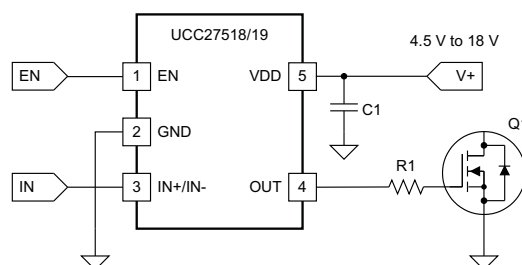 UCC27518/19
4.5 V to 18 V
EN
1
EN
VDD
5
V+
C1
2
GND
Q1
R1
IN
3
IN+/IN-
OUT
4